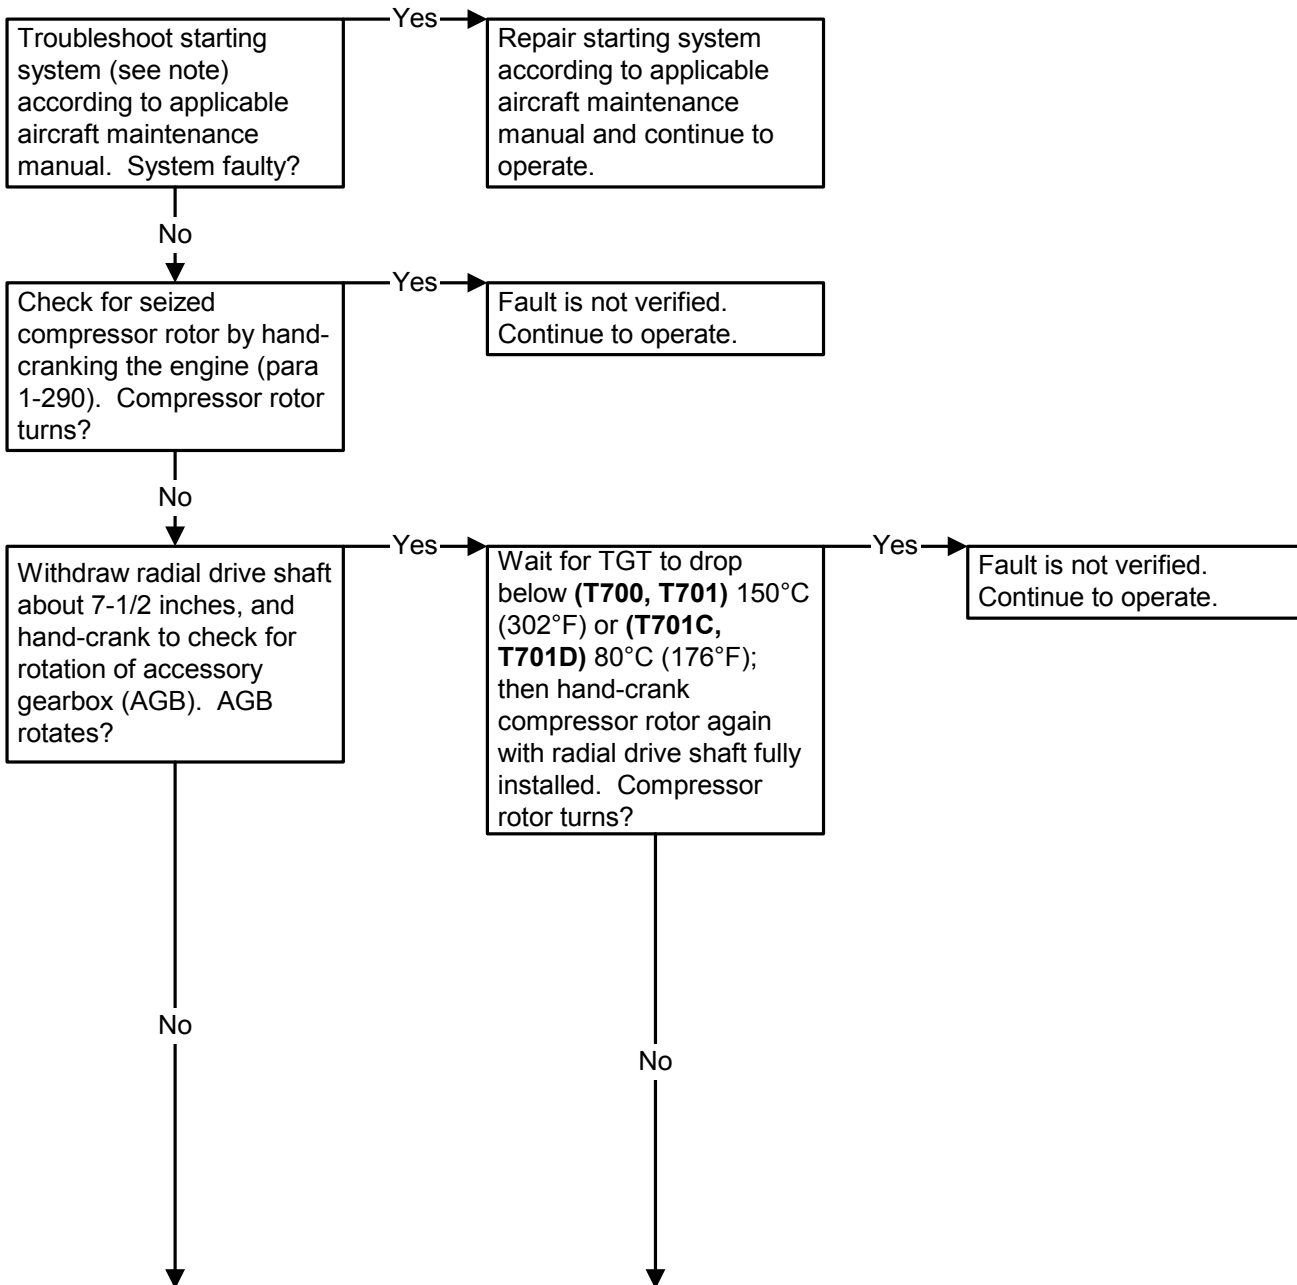 Yes
Troubleshoot starting
system (see note)
according to applicable
aircraft maintenance
manual. System faulty?
Repair starting system
according to applicable
aircraft maintenance
manual and continue to
operate.
No
Yes
Check for seized
compressor rotor by hand-
cranking the engine (para
1-290). Compressor rotor
turns?
Fault is not verified.
Continue to operate.
No
Yes
Withdraw radial drive shaft
about 7-1/2 inches, and
hand-crank to check for
rotation of accessory
gearbox (AGB). AGB
rotates?
Wait for TGT to drop
below (T700, T701) 150°C
(302°F) or (T701C,
T701D) 80°C (176°F);
then hand-crank
compressor rotor again
with radial drive shaft fully
installed. Compressor
rotor turns?
Yes
Fault is not verified.
Continue to operate.
No
No